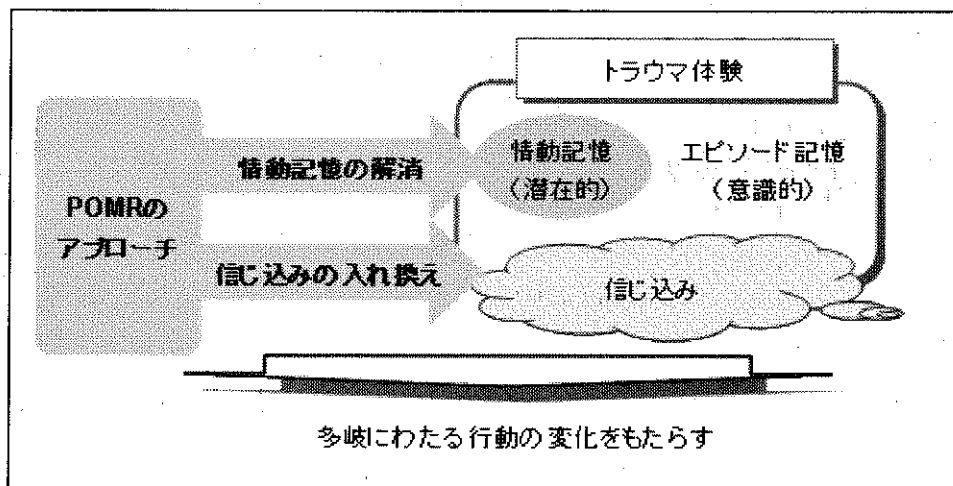 トラウマ体験
情動記憶の解消
情動記憶
（潜在的）
エピソード記憶
（意識的）
POMRの
アプローチ
信じ込みの入れ換え
信じ込み
多岐にわたる行動の変化をもたらす